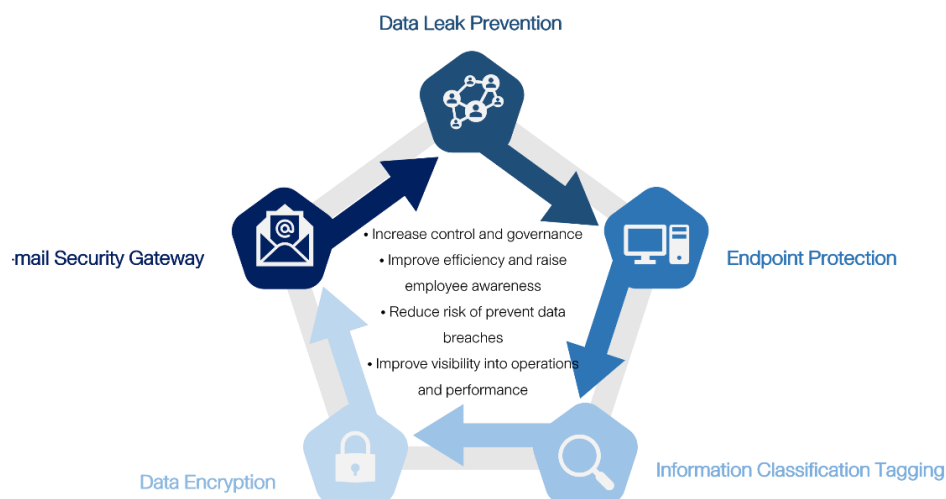 Data Leak Prevention
-mail Security Gateway
• Increase control and governance
• Improve efficiency and raise
employee awareness
• Reduce risk of prevent data
breaches
• Improve visibility into operations
and performance
Endpoint Protection
Data Encryption
Information Classification Tagging